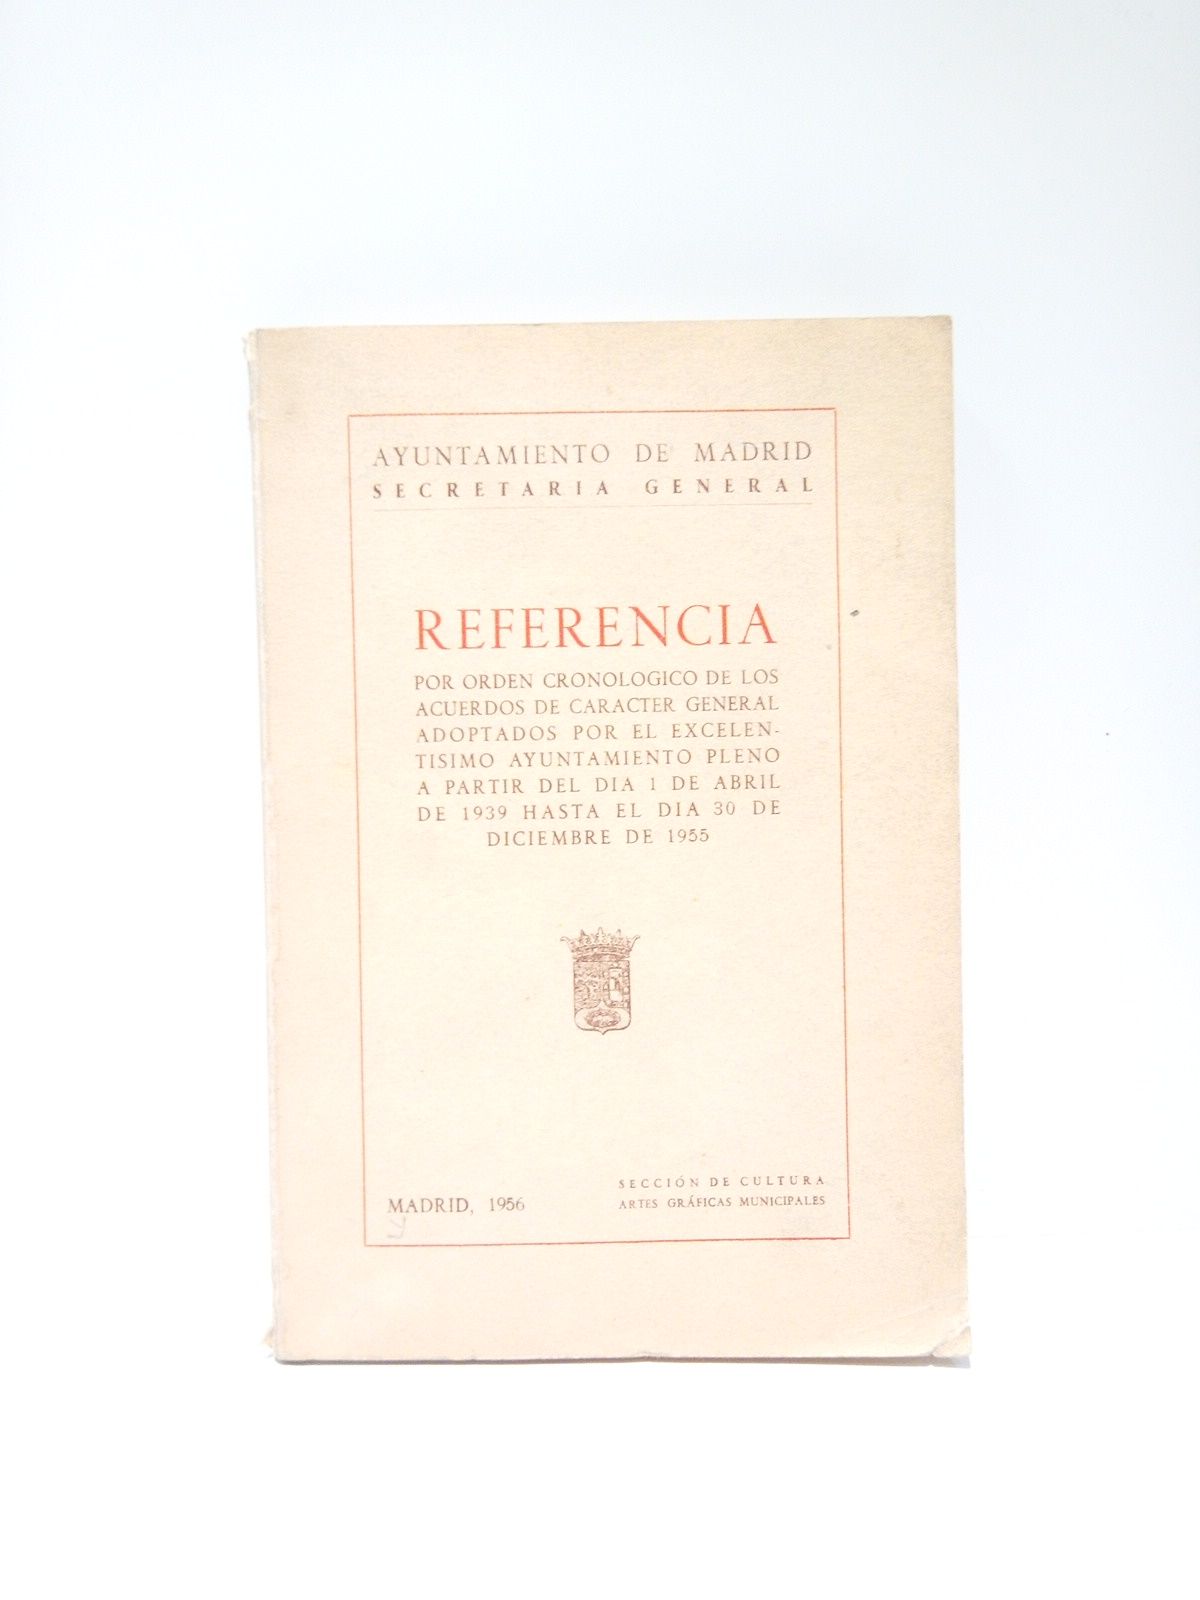 AYUNTAMIENTO DE MADRID
SECRETARIA GENERAL
REFERENCIA
POR ORDEN CRONOLOGICO DE LOS
ACUERDOS DE CARACTER GENERAL
ADOPTADOS POR EL EXCELEN-
TISIMO AYUNTAMIENTO PLENO
A PARTIR DEL DIA 1 DE ABRIL
DE 1939 HASTA EL DIA 30 DE
DICIEMBRE DE 1955
MADRID, 1956
SECCIÓN DE CULTURA
ARTES GRÁFICAS MUNICIPALES